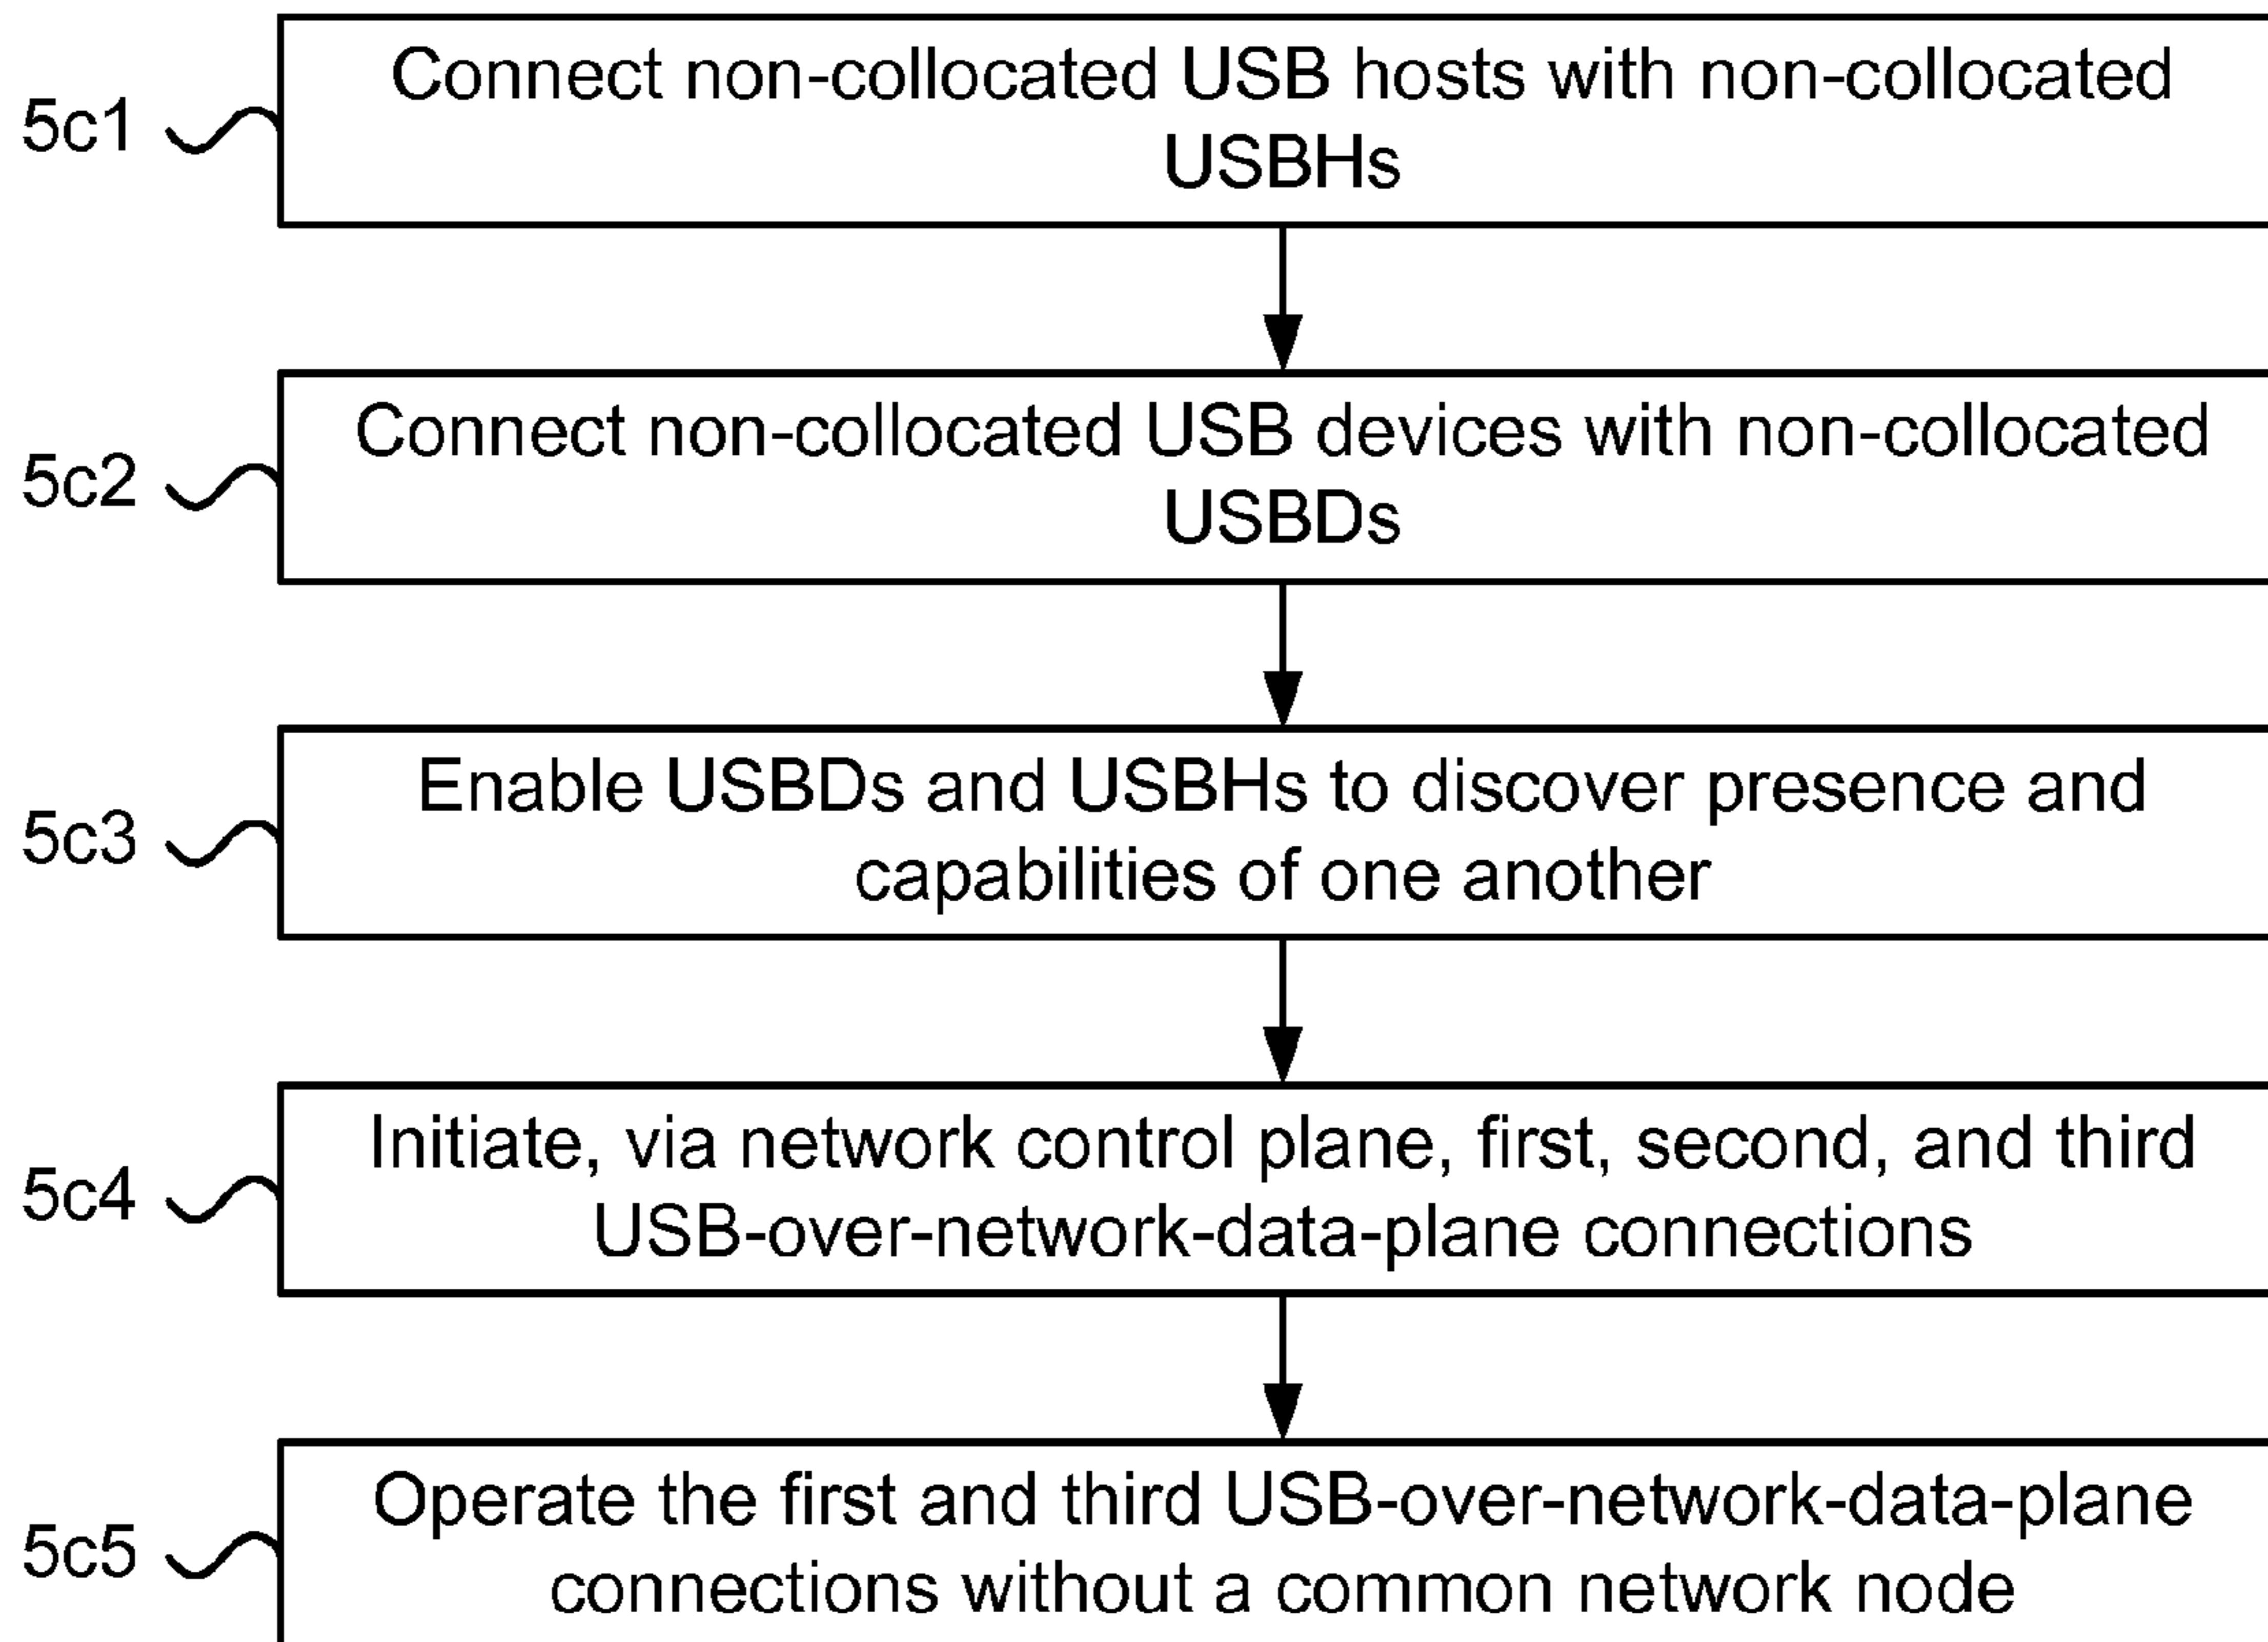 Connect non-collocated USB hosts with non-collocated
USBHs
5c1
Connect non-collocated USB devices with non-collocated
USBDs
5c2
Enable USBDs and USBHs to discover presence and
capabilities of one another
5c3
Initiate, via network control plane, first, second, and third
USB-over-network-data-plane connections
5c4
Operate the first and third USB-over-network-data-plane
connections without a common network node
5c5